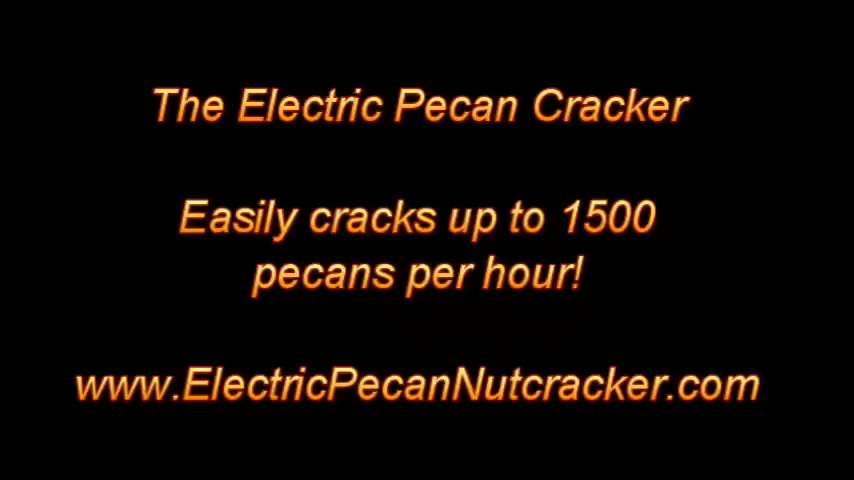 The Electric Pecan Cracker
Easily cracks up to 1500
pecans per hour!
www.ElectricPecanNutcracker.com